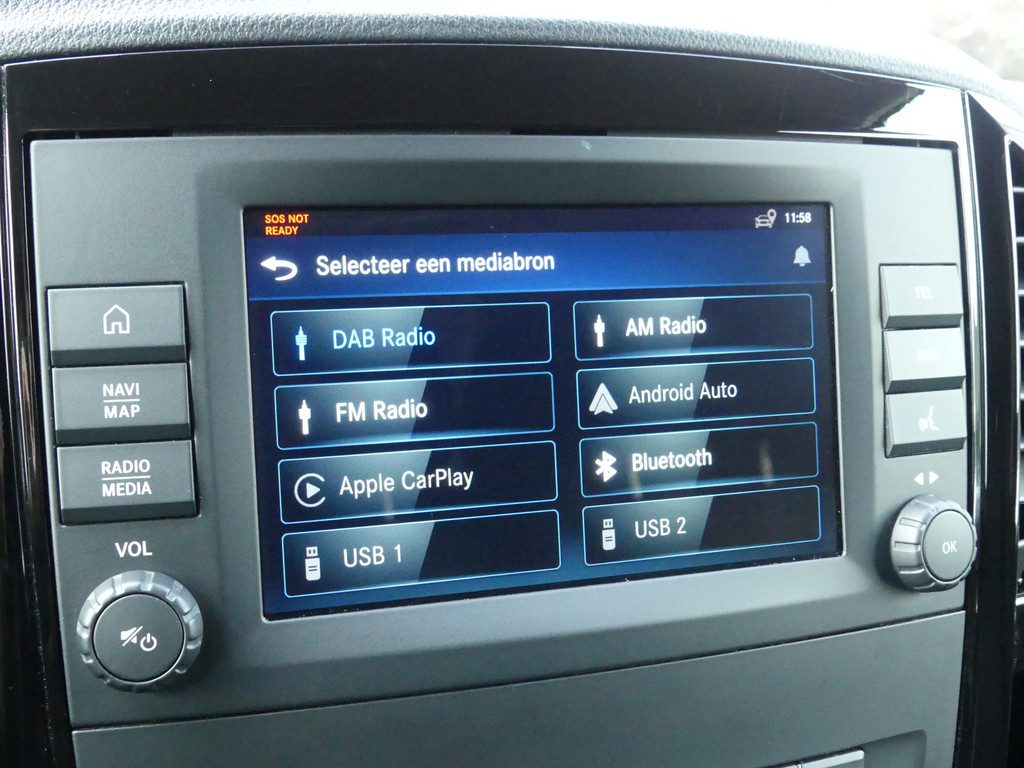 SOS NOT
READY
11:58
Selecteer een mediabron
DAB Radio
AM Radio
FM Radio
Android Auto
Apple CarPlay
Bluetooth
USB 1
USB 2
NAVI
MAP
RADIO
MEDIA
VOL
TEL
OK